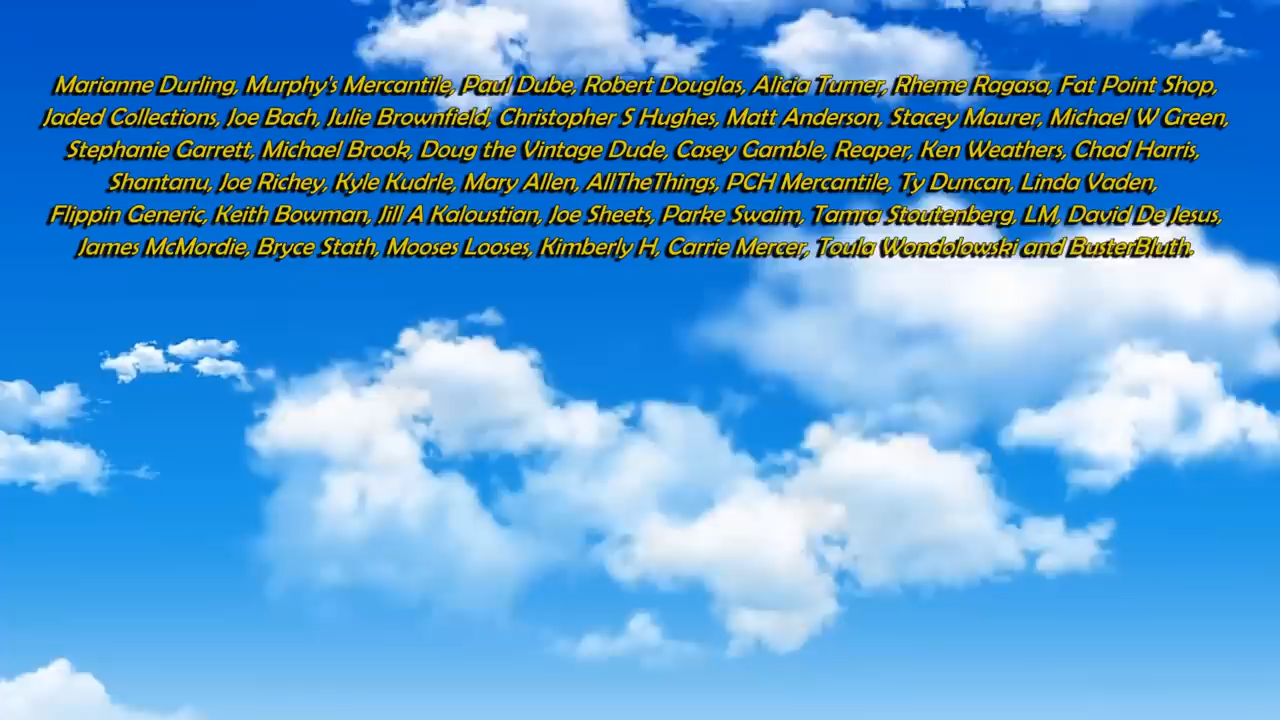 Marianne Durling, Murphy's Mercantile, Paul Dube, Robert Douglas, Alicia Turner, Rheme Ragasa, Fat Point Shop,
Jaded Collections, Joe Bach, Julie Brownfield, Christopher S Hughes, Matt Anderson, Stacey Maurer, Michael W Green,
Stephanie Garrett, Michael Brook, Doug the Vintage Dude, Casey Gamble, Reaper, Ken Weathers, Chad Harris,
Shantanu, Joe Richey, Kyle Kudrle, Mary Allen, AllTheThings, PCH Mercantile, Ty Duncan, Linda Vaden,
Flippin Generic, Keith Bowman, Jill A Kaloustian, Joe Sheets, Parke Swaim, Tamra Stoutenberg, LM, David De Jesus,
James McMordie, Bryce Stath, Mooses Looses, Kimberly H, Carrie Mercer, Toula Wondolowski and BusterBluth.